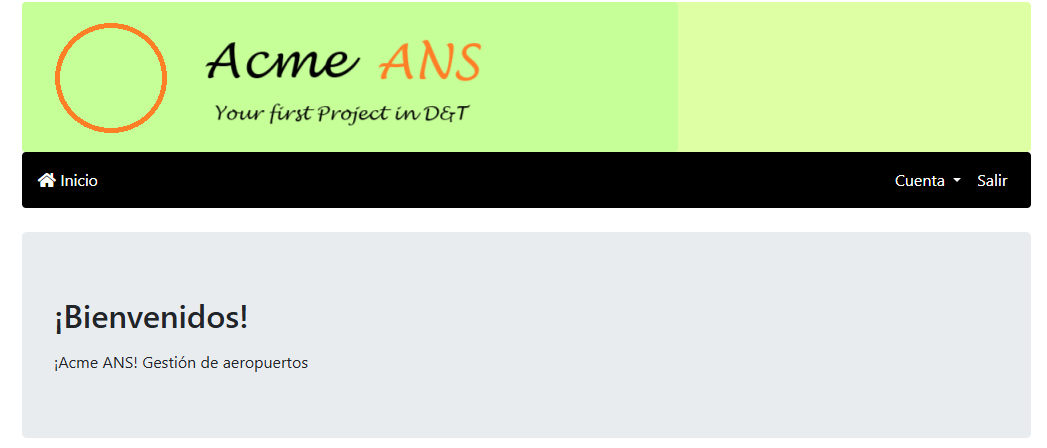 Acme ANS
Your first Project in D&T
Inicio
Cuenta
Salir
¡Bienvenidos!
¡Acme ANS! Gestión de aeropuertos